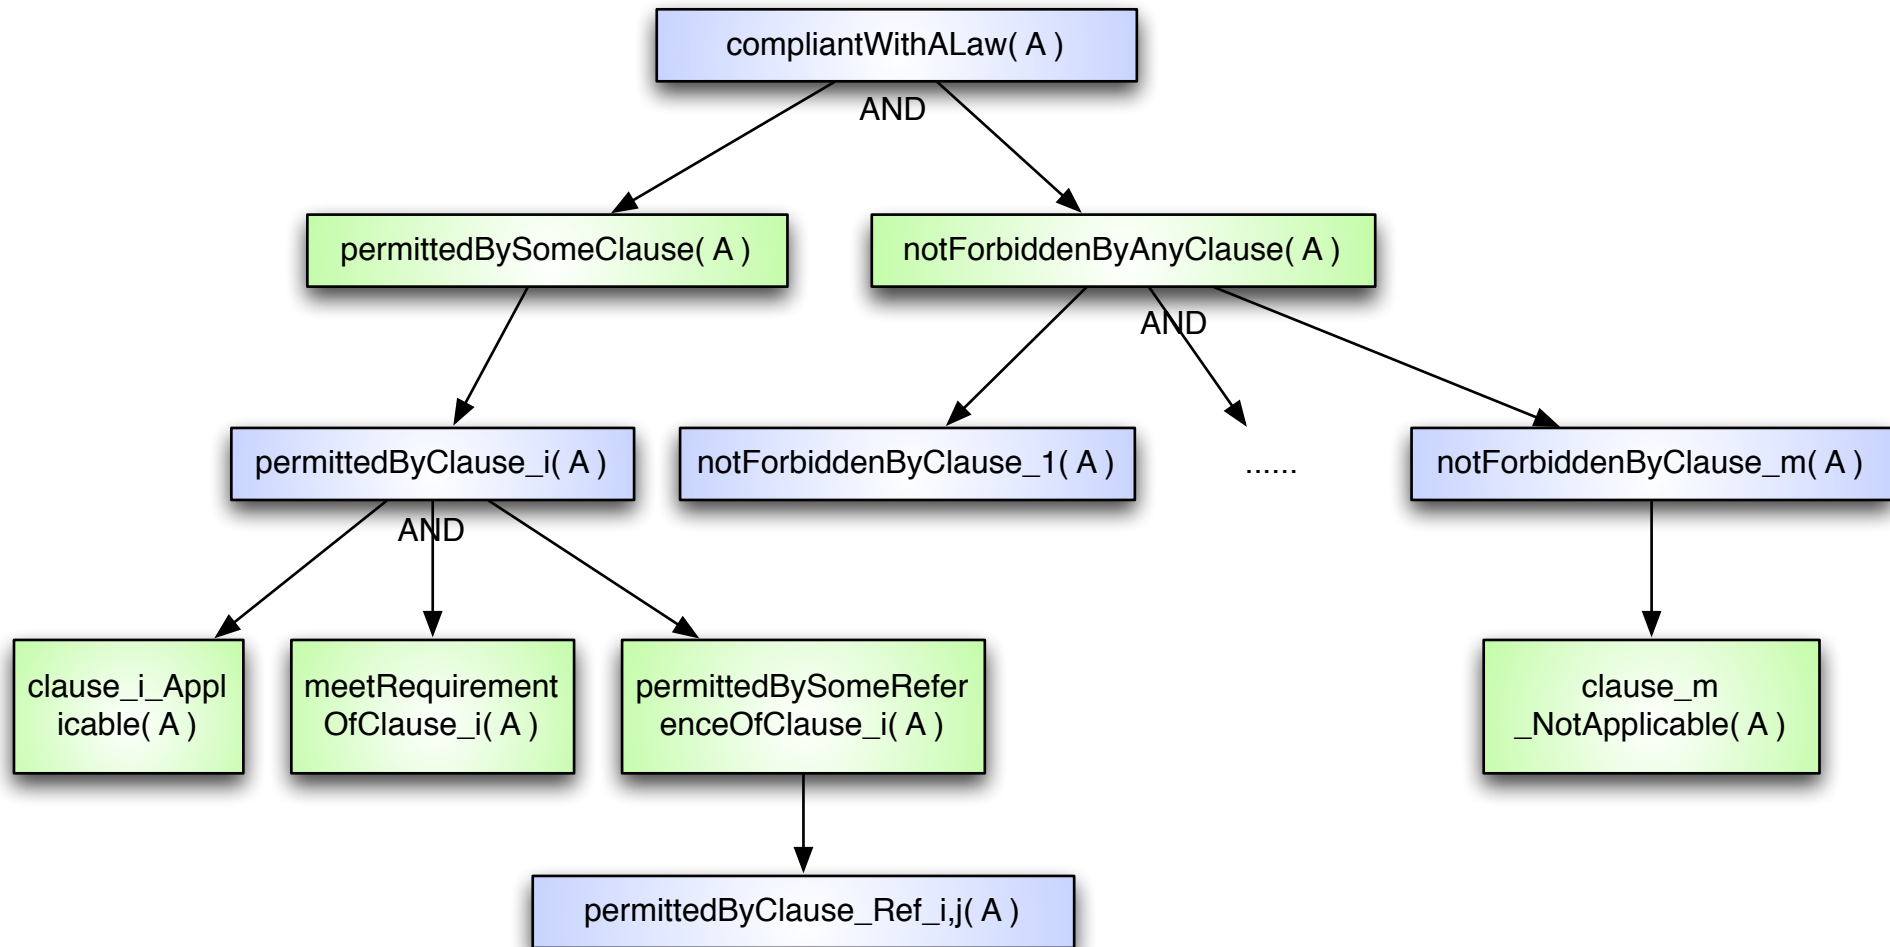 compliantWithALaw( A )
AND
permittedBySomeClause( A )
notForbiddenByAnyClause( A )
AND
permittedByClause_i( A )
notForbiddenByClause_1( A )
......
notForbiddenByClause_m( A )
AND
clause_i_Appl
icable( A )
meetRequirement
OfClause_i( A )
permittedBySomeRefer
enceOfClause_i( A )
clause_m
_NotApplicable( A )
permittedByClause_Ref_i,j( A )